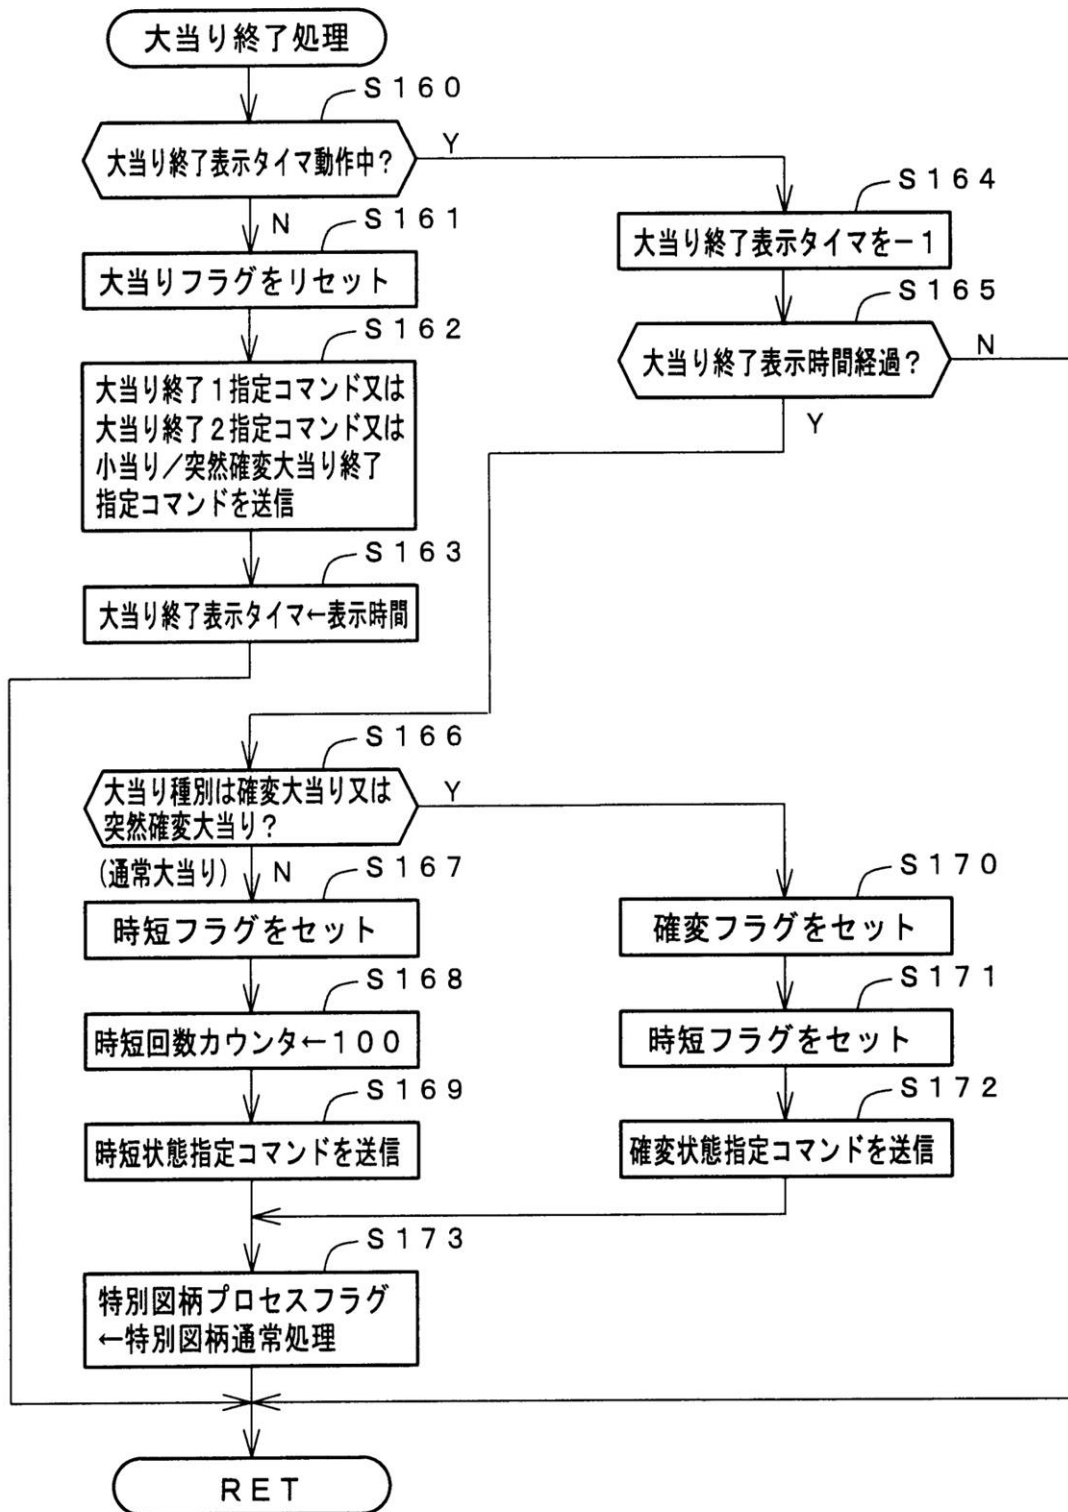 大当り終了処理
S160
大当り終了表示タイマ動作中?
Y
N
S161
大当りフラグをリセット
S162
大当り終了1指定コマンド又は
大当り終了2指定コマンド又は
小当り/突然確変大当り終了
指定コマンドを送信
S163
大当り終了表示タイマ←表示時間
S164
大当り終了表示タイマを-1
S165
大当り終了表示時間経過?
N
Y
S166
大当り種別は確変大当り又は
突然確変大当り?
Y
(通常大当り) N
S167
時短フラグをセット
S168
時短回数カウンタ←100
S169
時短状態指定コマンドを送信
S170
確変フラグをセット
S171
時短フラグをセット
S172
確変状態指定コマンドを送信
S173
特別図柄プロセスフラグ
←特別図柄通常処理
RET